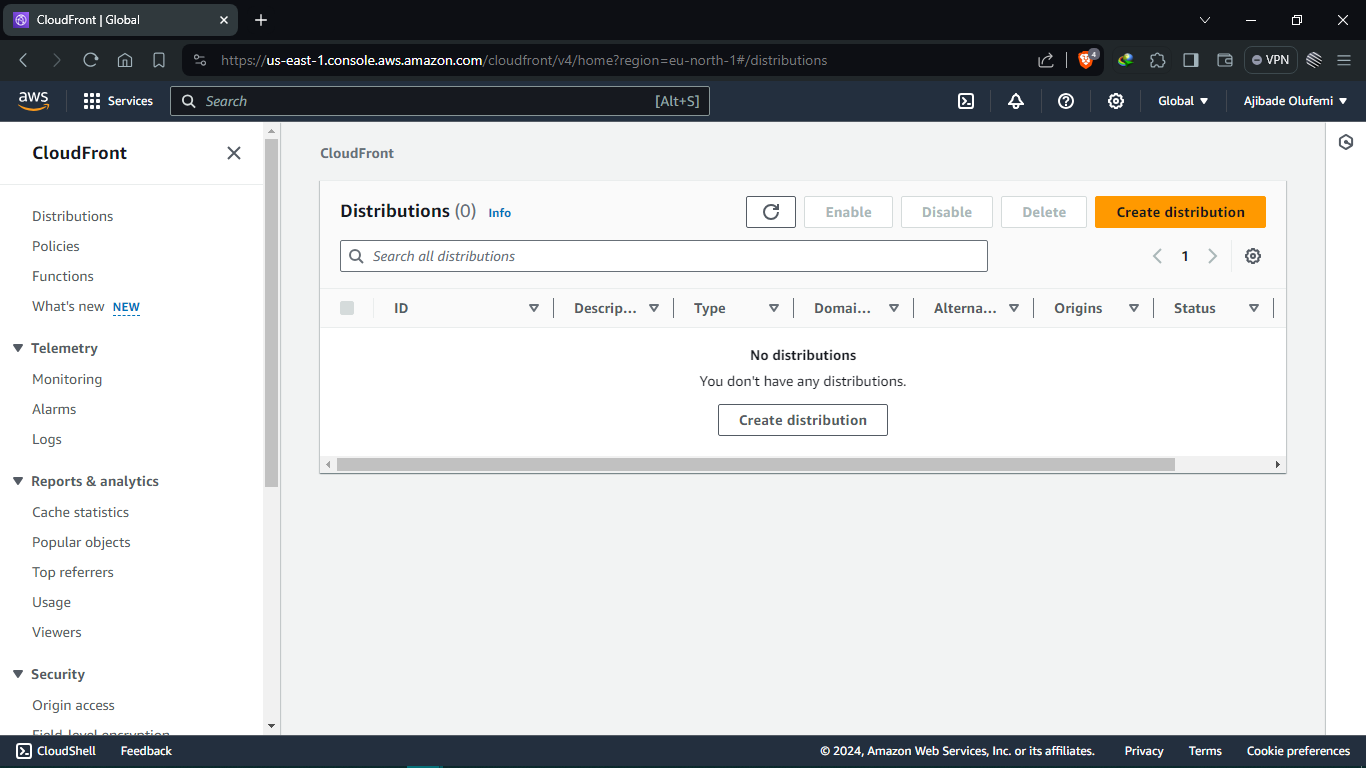 CloudFront | Global
https://us-east-1.console.aws.amazon.com/cloudfront/v4/home?region=eu-north-1#/distributions
4
VPN
aws
Services
Search
[Alt+S]
Global
Ajibade Olufemi
CloudFront
Distributions
Policies
Functions
What's new NEW
Telemetry
Monitoring
Alarms
Logs
Reports & analytics
Cache statistics
Popular objects
Top referrers
Usage
Viewers
Security
Origin access
Field-level encryption
CloudFront
Distributions (0) Info
Enable
Disable
Delete
Create distribution
Search all distributions
1
ID
Descrip...
Type
Domai...
Alterna...
Origins
Status
No distributions
You don't have any distributions.
Create distribution
CloudShell
Feedback
© 2024, Amazon Web Services, Inc. or its affiliates.
Privacy
Terms
Cookie preferences